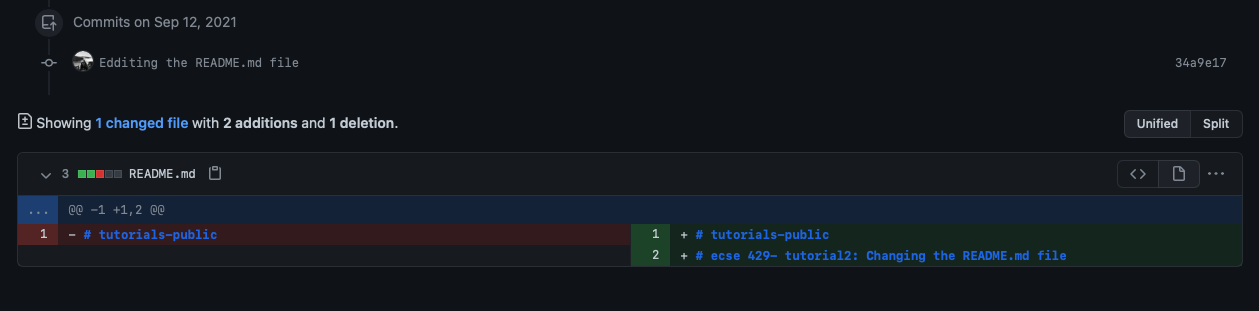 Commits on Sep 12, 2021
Edditing the README.md file 34a9e17
Showing 1 changed file with 2 additions and 1 deletion. Unified Split
3 README.md
... @@ -1 +1,2 @@
1 - # tutorials-public 1 + # tutorials-public
2 + # ecse 429- tutorial2: Changing the README.md file